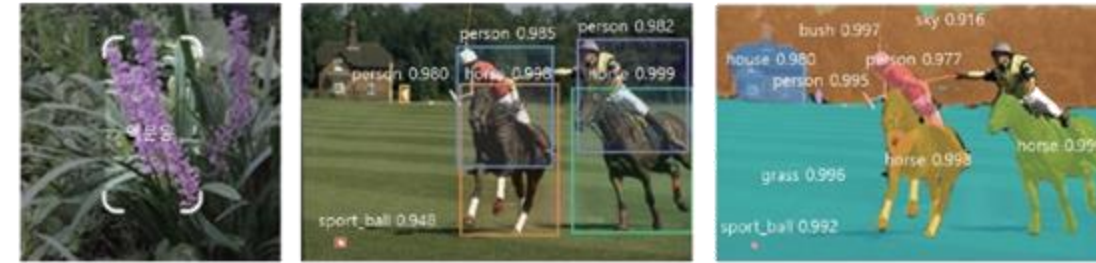 person 0.985
person 0.982
person 0.980
horse 0.998
horse 0.999
sport_ball 0.948
sky 0.916
bush 0.997
house 0.980
person 0.977
person 0.995
horse 0.99
horse 0.998
grass 0.996
sport_ball 0.992